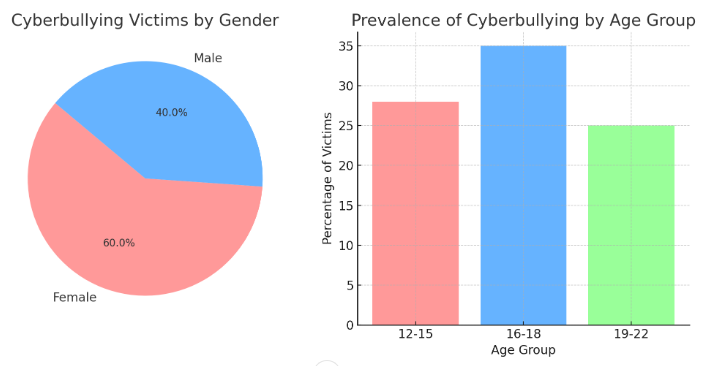 Cyberbullying Victims by Gender
Male
40.0%
60.0%
Female
Prevalence of Cyberbullying by Age Group
Percentage of Victims
35
30
25
20
15
10
5
0
12-15
16-18
19-22
Age Group